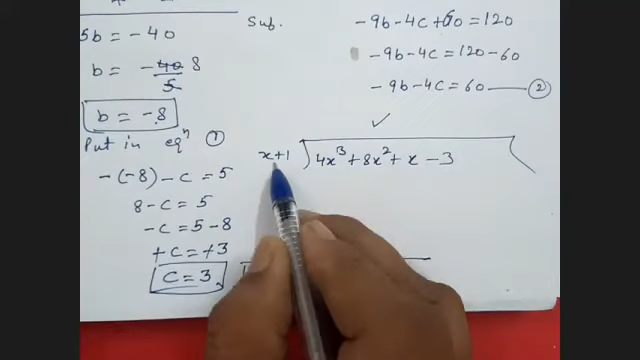 5b = -40
b = -40 8
5
b = -8
Put in eqⁿ ①
-(-8) - c = 5
8 - c = 5
-c = 5 - 8
+c = +3
c = 3
Sub.
-9b - 4c + 60 = 120
-9b - 4c = 120 - 60
-9b - 4c = 60 —— ②
✓
x+1 ) 4x³ + 8x² + x - 3 (